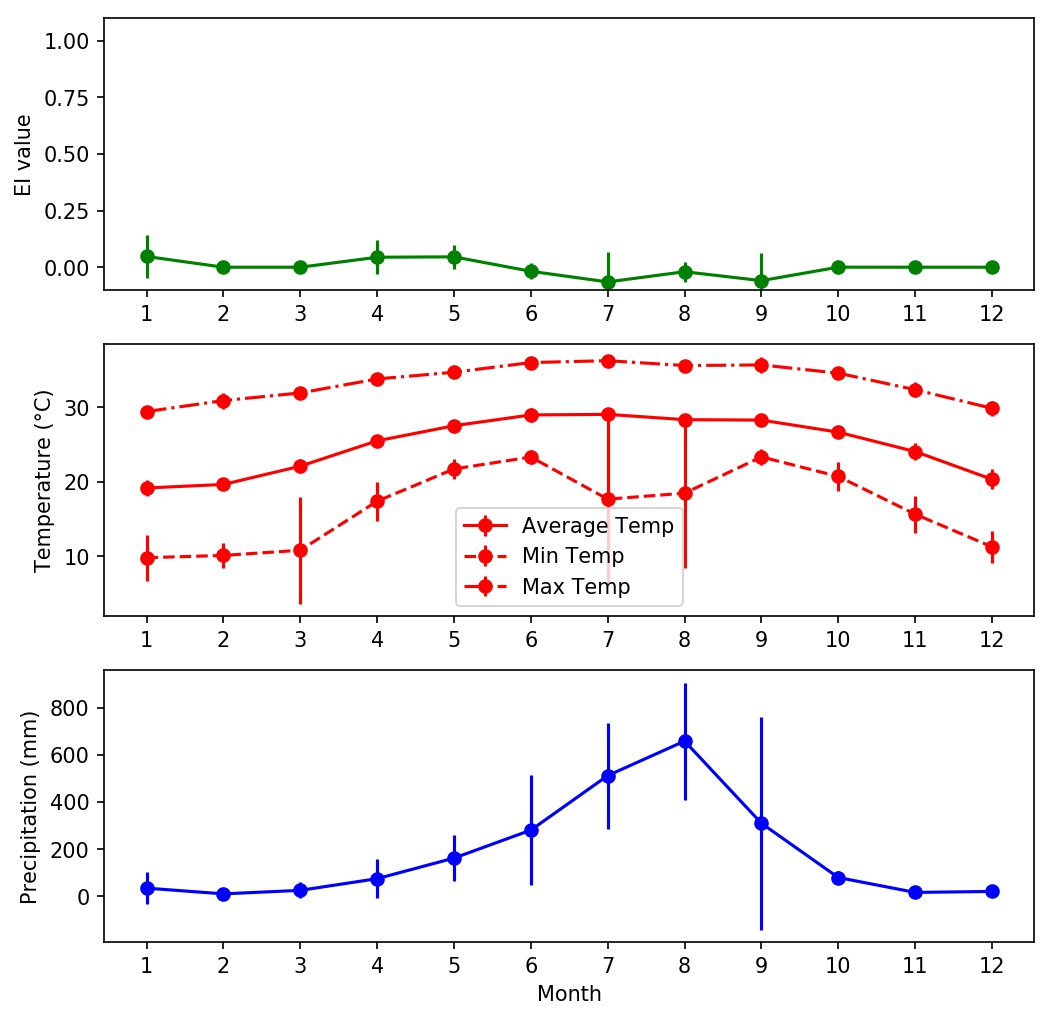 1.00
0.75
0.50
0.25
0.00
EI value
1 2 3 4 5 6 7 8 9 10 11 12
30
20
10
Temperature (°C)
Average Temp
Min Temp
Max Temp
1 2 3 4 5 6 7 8 9 10 11 12
800
600
400
200
0
Precipitation (mm)
1 2 3 4 5 6 7 8 9 10 11 12
Month